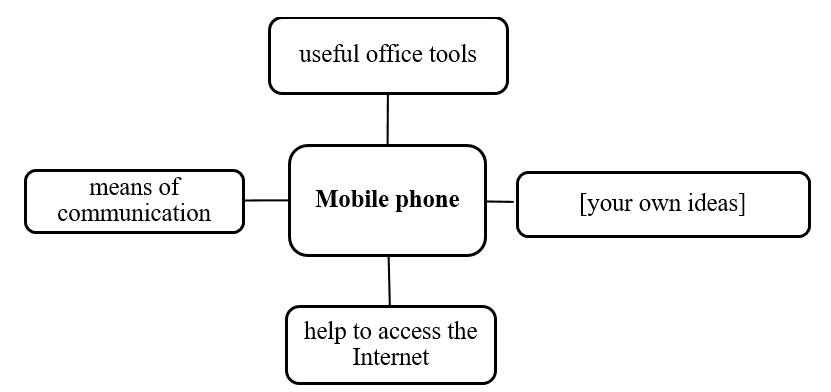 useful office tools
means of
communication
Mobile phone
[your own ideas]
help to access the
Internet